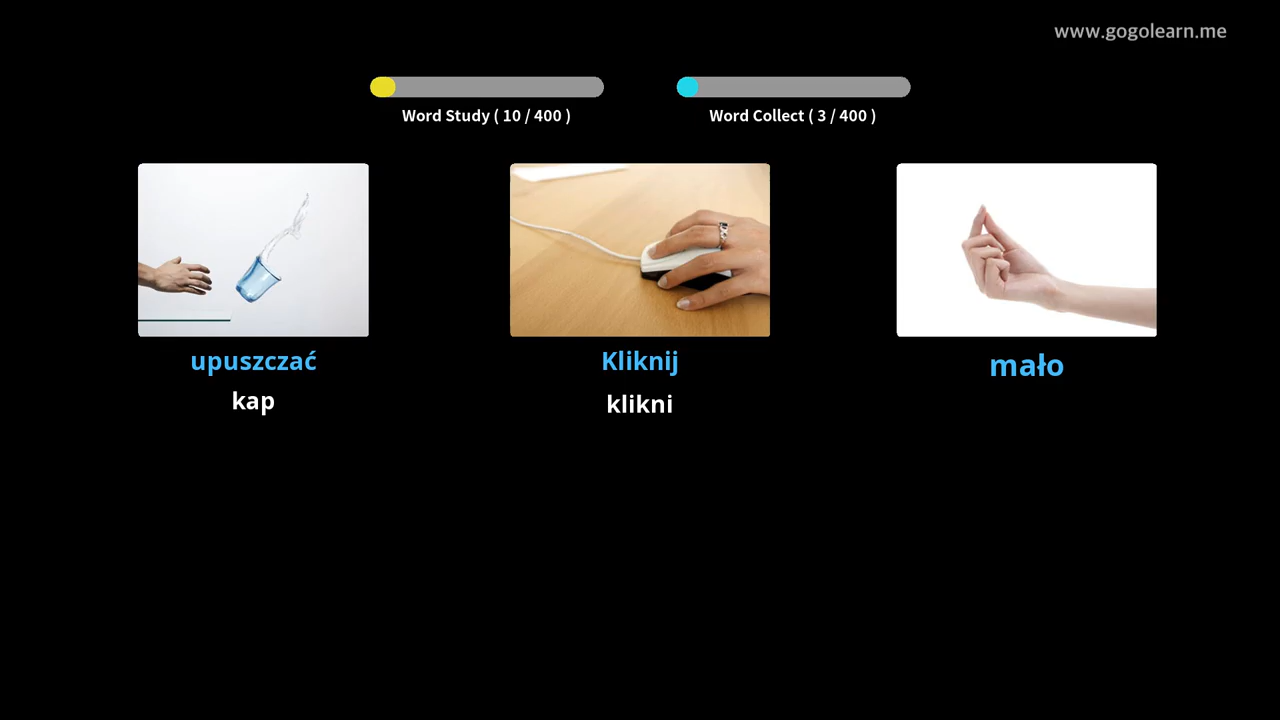 www.gogolearn.me
Word Study ( 10 / 400 )
Word Collect ( 3 / 400 )
upuszczać
Kliknij
mało
kap
klikni